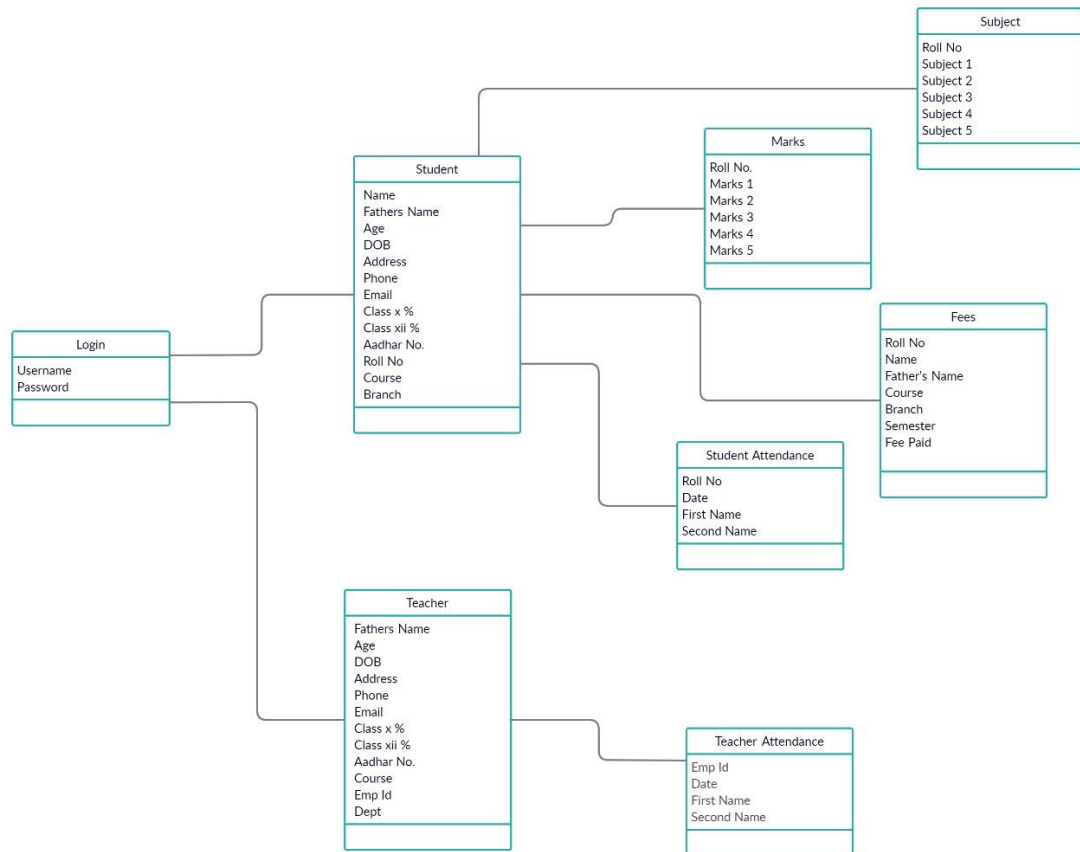 Subject
Roll No
Subject 1
Subject 2
Subject 3
Subject 4
Subject 5
Marks
Roll No.
Marks 1
Marks 2
Marks 3
Marks 4
Marks 5
Student
Name
Fathers Name
Age
DOB
Address
Phone
Email
Class x %
Class xii %
Aadhar No.
Roll No
Course
Branch
Login
Username
Password
Fees
Roll No
Name
Father's Name
Course
Branch
Semester
Fee Paid
Student Attendance
Roll No
Date
First Name
Second Name
Teacher
Fathers Name
Age
DOB
Address
Phone
Email
Class x %
Class xii %
Aadhar No.
Course
Emp Id
Dept
Teacher Attendance
Emp Id
Date
First Name
Second Name